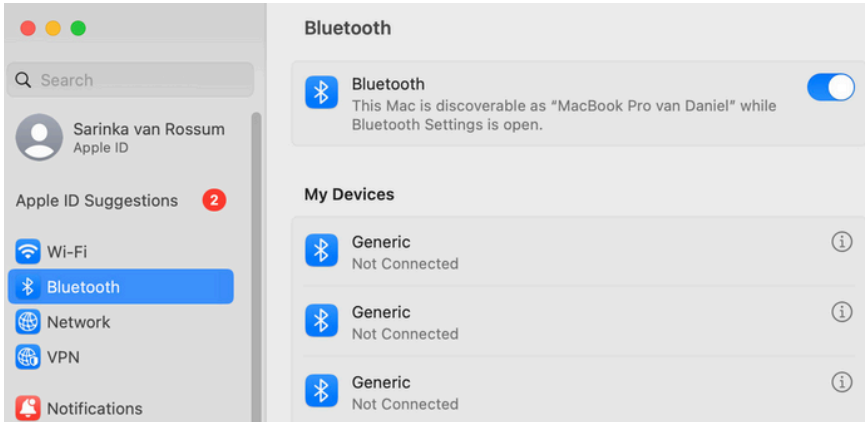 Bluetooth
Search
Bluetooth
This Mac is discoverable as “MacBook Pro van Daniel” while
Bluetooth Settings is open.
Sarinka van Rossum
Apple ID
Apple ID Suggestions 2
My Devices
Wi-Fi
Bluetooth
Network
VPN
Notifications
Generic
Not Connected
Generic
Not Connected
Generic
Not Connected